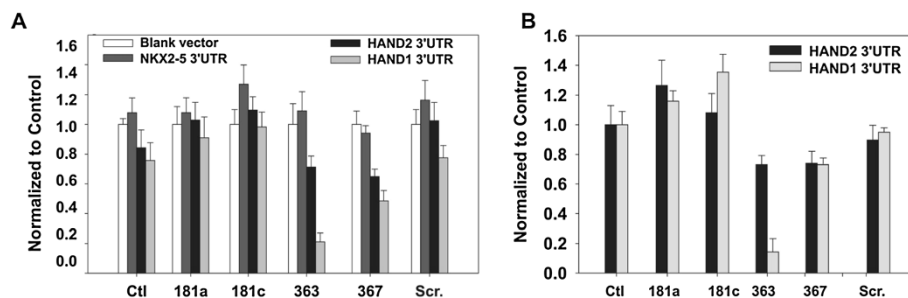 A
Normalized to Control
1.6
1.4
1.2
1.0
0.8
0.6
0.4
0.2
0.0
Blank vector
NKX2-5 3'UTR
HAND2 3'UTR
HAND1 3'UTR
Ctl 181a 181c 363 367 Scr.
B
Normalized to Control
1.6
1.4
1.2
1.0
0.8
0.6
0.4
0.2
0.0
HAND2 3'UTR
HAND1 3'UTR
Ctl 181a 181c 363 367 Scr.